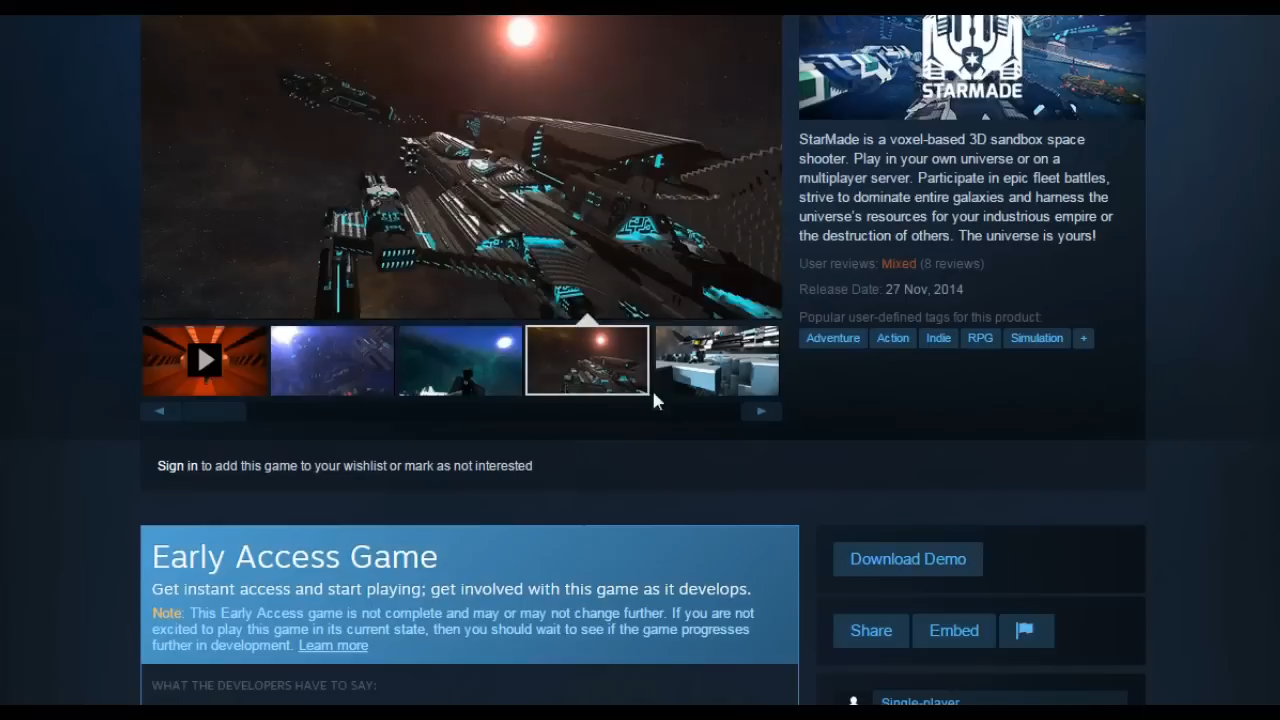 STARMADE
StarMade is a voxel-based 3D sandbox space
shooter. Play in your own universe or on a
multiplayer server. Participate in epic fleet battles,
strive to dominate entire galaxies and harness the
universe's resources for your industrious empire or
the destruction of others. The universe is yours!
User reviews: Mixed (8 reviews)
Release Date: 27 Nov, 2014
Popular user-defined tags for this product:
Adventure Action Indie RPG Simulation +
Sign in to add this game to your wishlist or mark as not interested
Early Access Game
Get instant access and start playing; get involved with this game as it develops.
Note: This Early Access game is not complete and may or may not change further. If you are not
excited to play this game in its current state, then you should wait to see if the game progresses
further in development. Learn more
WHAT THE DEVELOPERS HAVE TO SAY:
Download Demo
Share Embed
Single-player